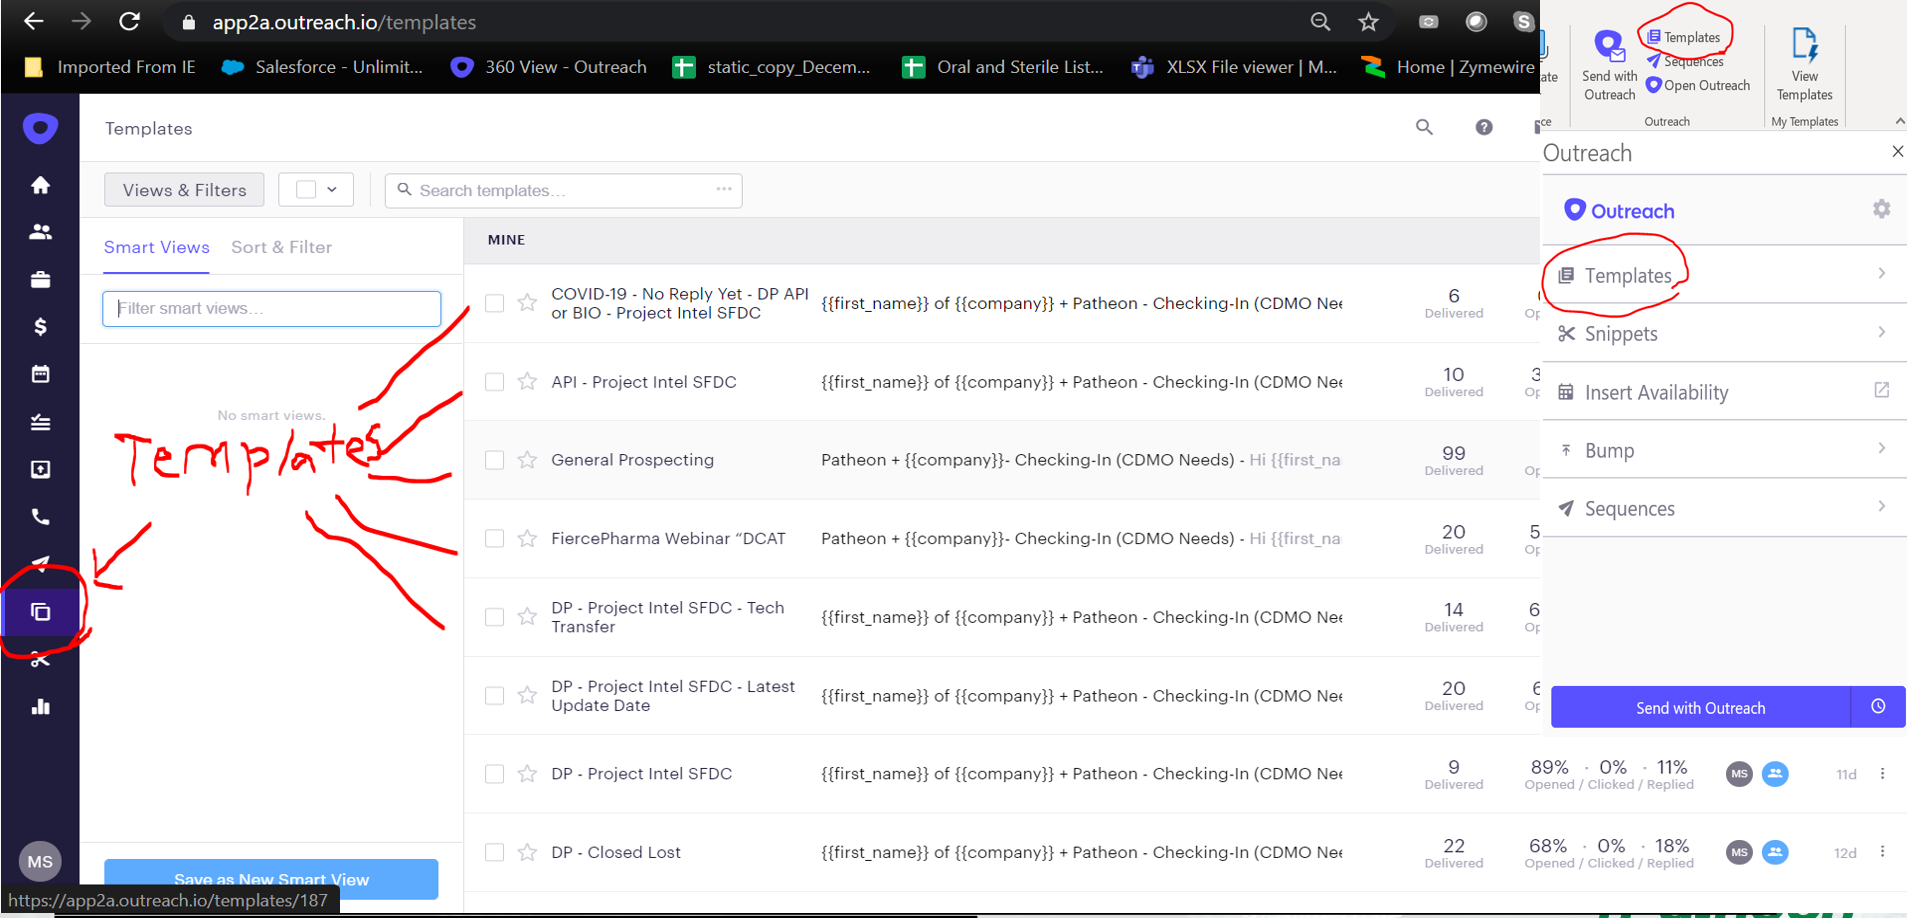 app2a.outreach.io/templates
Imported From IE
Salesforce - Unlimit...
360 View - Outreach
static_copy_Decem...
Oral and Sterile List...
XLSX File viewer | M...
Home | Zymewire
Templates
Views & Filters
Search templates...
Smart Views
Sort & Filter
Filter smart views...
No smart views.
Templates
Save as New Smart View
MS
https://app2a.outreach.io/templates/187
MINE
COVID-19 - No Reply Yet - DP API
or BIO - Project Intel SFDC
{{first_name}} of {{company}} + Patheon - Checking-In (CDMO Nee
6
Delivered
Op
API - Project Intel SFDC
{{first_name}} of {{company}} + Patheon - Checking-In (CDMO Nee
10
Delivered
3
Op
General Prospecting
Patheon + {{company}}- Checking-In (CDMO Needs) - Hi {{first_na
99
Delivered
Op
FiercePharma Webinar “DCAT
Patheon + {{company}}- Checking-In (CDMO Needs) - Hi {{first_na
20
Delivered
5
Op
DP - Project Intel SFDC - Tech
Transfer
{{first_name}} of {{company}} + Patheon - Checking-In (CDMO Nee
14
Delivered
6
Op
DP - Project Intel SFDC - Latest
Update Date
{{first_name}} of {{company}} + Patheon - Checking-In (CDMO Nee
20
Delivered
6
Op
DP - Project Intel SFDC
{{first_name}} of {{company}} + Patheon - Checking-In (CDMO Nee
9
Delivered
89% · 0% · 11%
Opened / Clicked / Replied
MS
11d
DP - Closed Lost
{{first_name}} of {{company}} + Patheon - Checking-In (CDMO Nee
22
Delivered
68% · 0% · 18%
Opened / Clicked / Replied
MS
12d
Send with
Outreach
Templates
Sequences
Open Outreach
Outreach
View
Templates
My Templates
Outreach
Outreach
Templates
Snippets
Insert Availability
Bump
Sequences
Send with Outreach